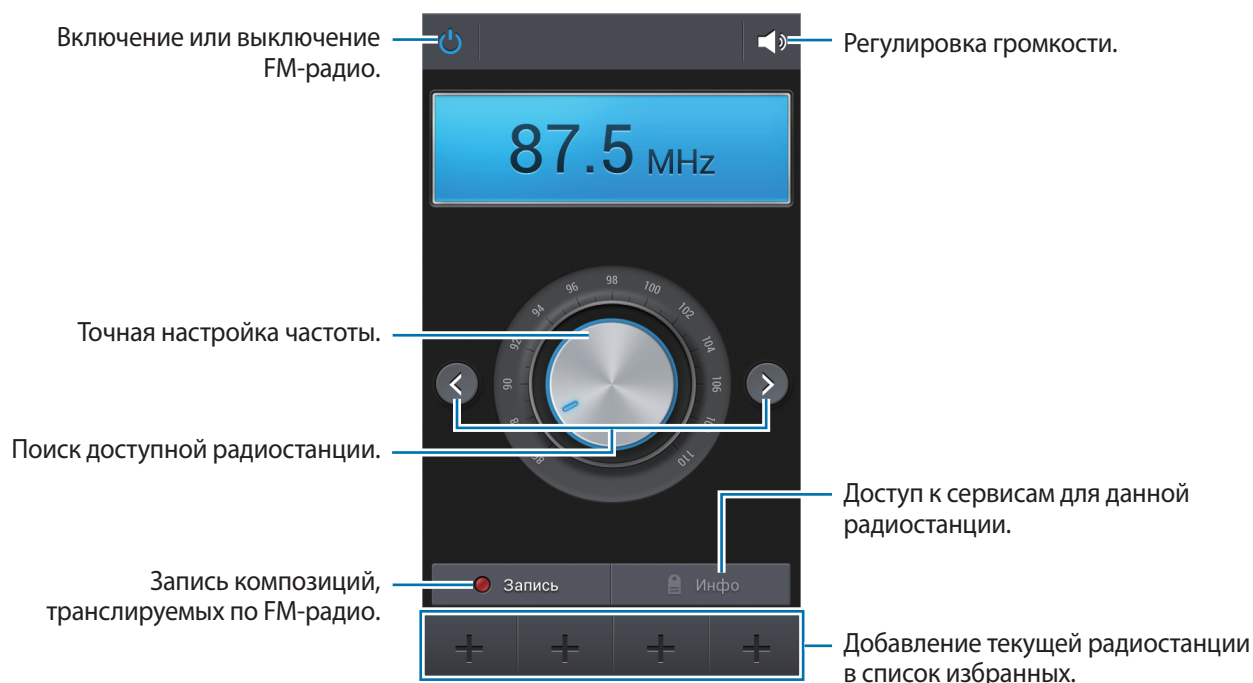 Включение или выключение
FM-радио.
Регулировка громкости.
87.5 MHz
Точная настройка частоты.
90
92
94
96
98
100
102
104
106
110
Поиск доступной радиостанции.
Доступ к сервисам для данной
радиостанции.
Запись композиций,
транслируемых по FM-радио.
Запись
Инфо
Добавление текущей радиостанции
в список избранных.